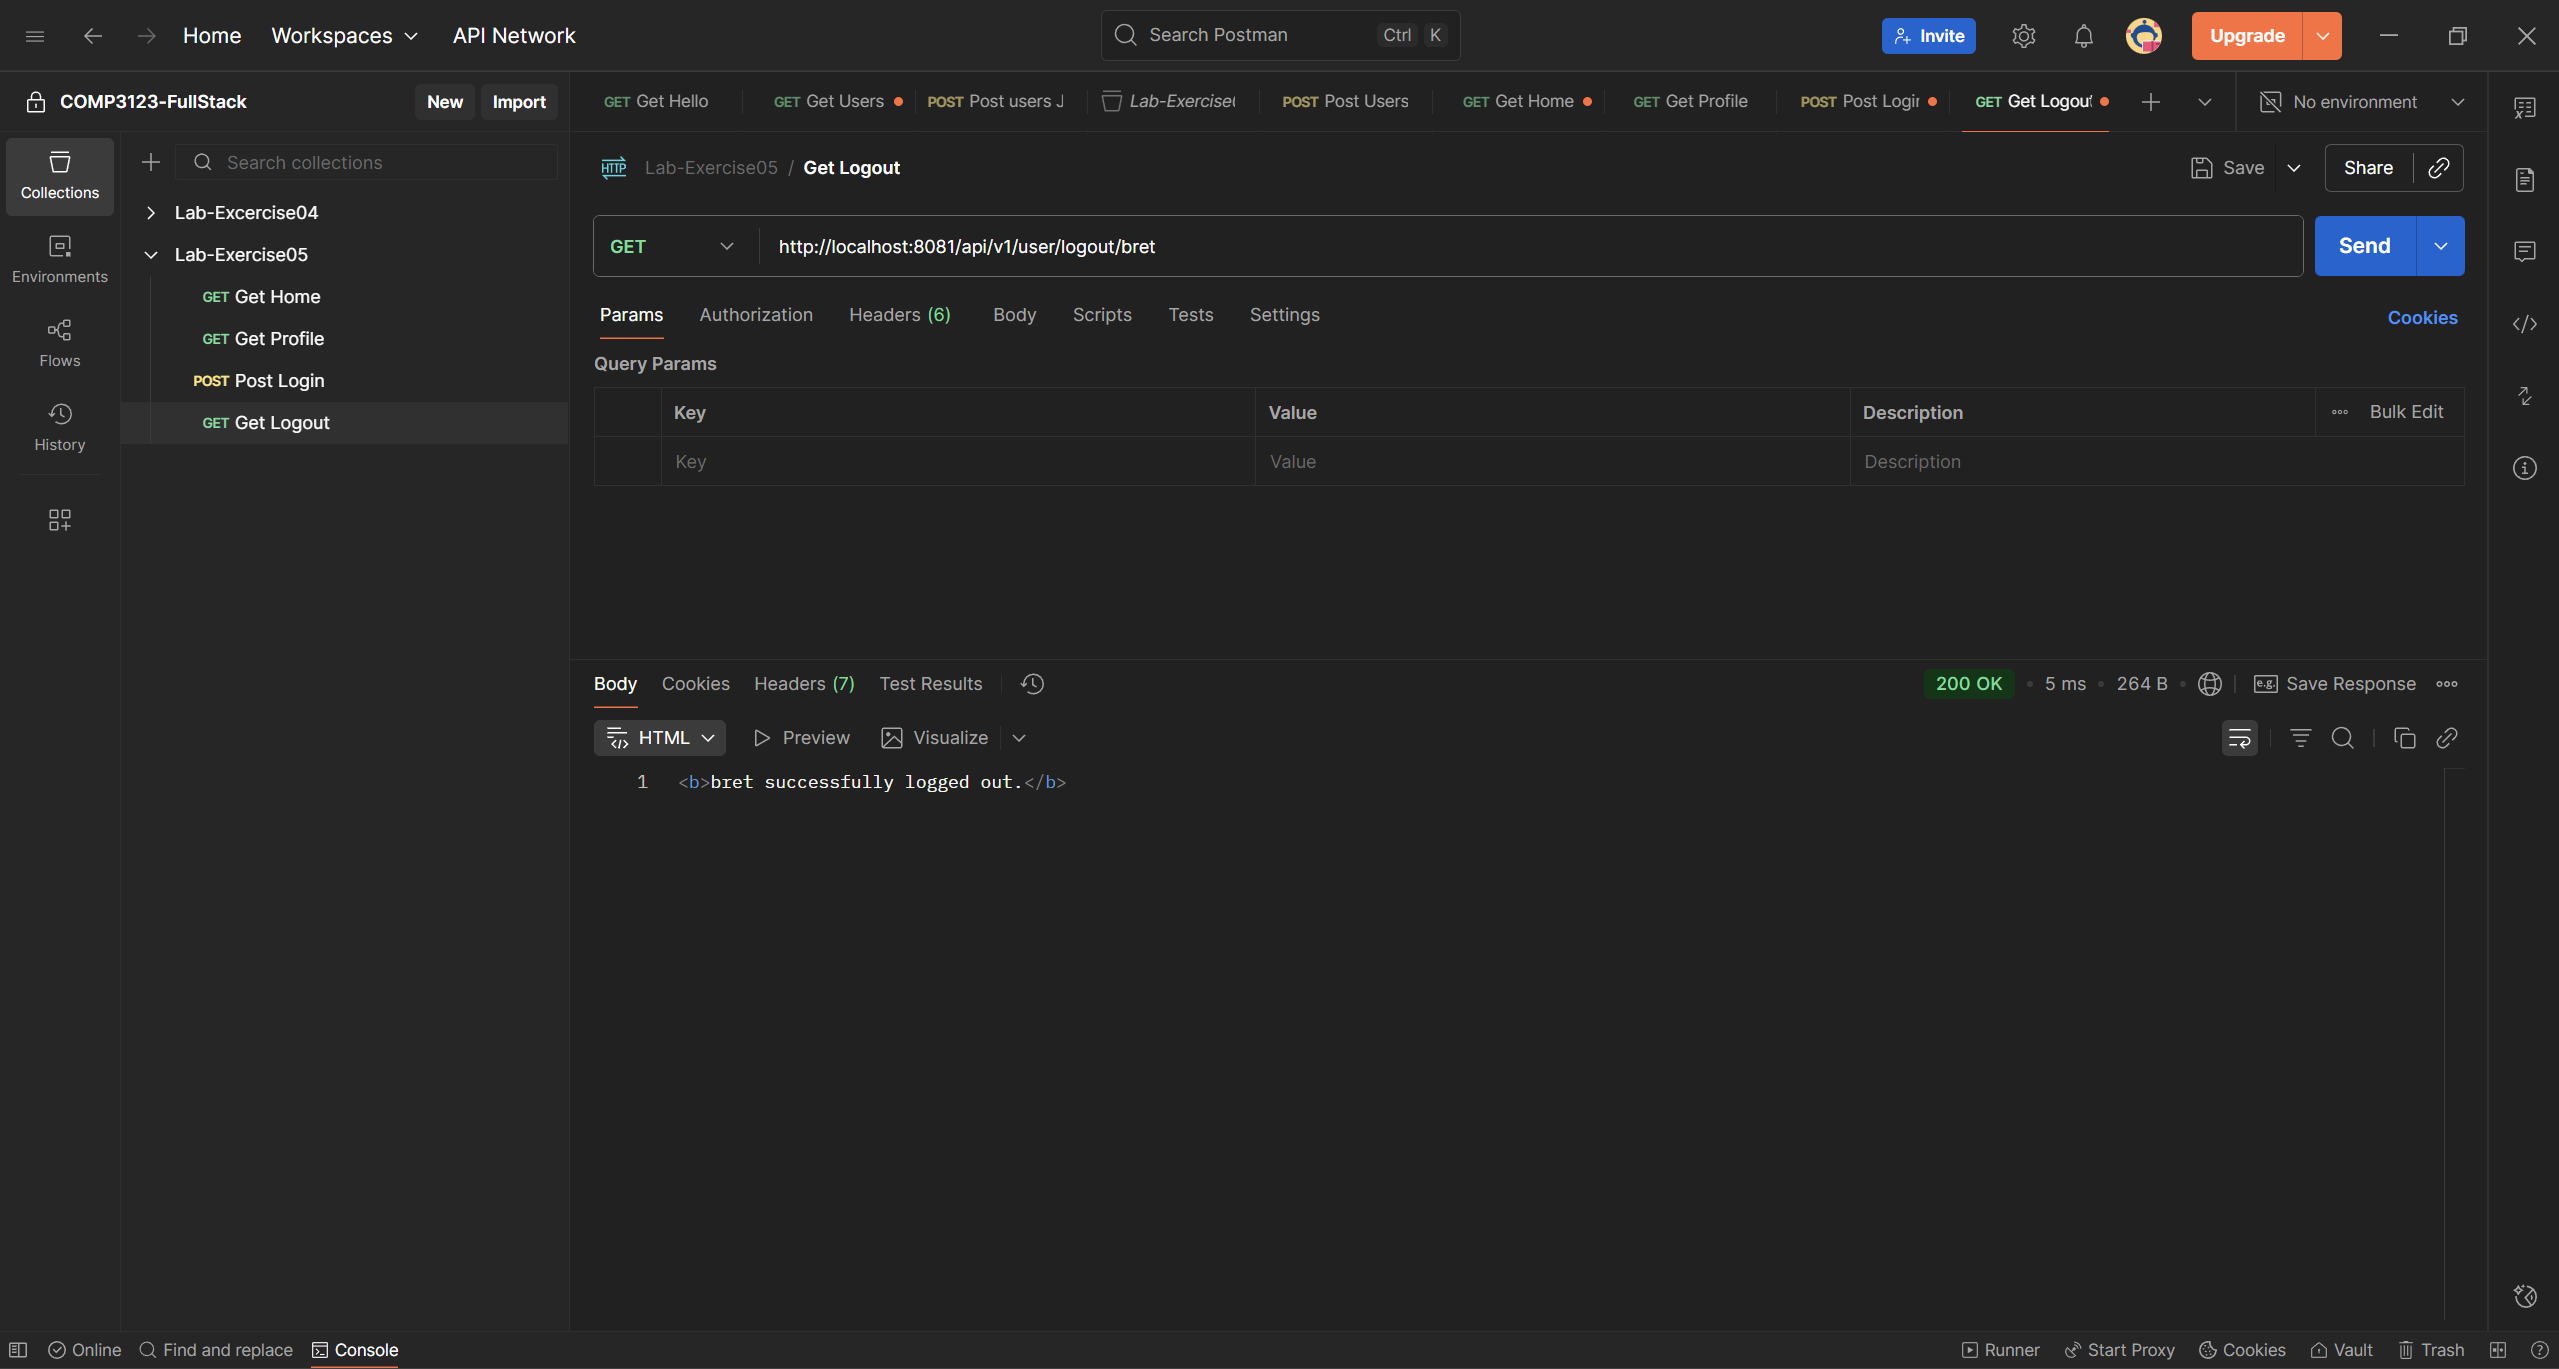 Home Workspaces API Network Search Postman Ctrl K Invite Upgrade
COMP3123-FullStack New Import
GET Get Hello GET Get Users POST Post users J Lab-Exercise POST Post Users GET Get Home GET Get Profile POST Post Login GET Get Logout No environment
Collections
Environments
Flows
History
Search collections
Lab-Excercise04
Lab-Exercise05
GET Get Home
GET Get Profile
POST Post Login
GET Get Logout
HTTP Lab-Exercise05 / Get Logout Save Share
GET http://localhost:8081/api/v1/user/logout/bret Send
Params Authorization Headers (6) Body Scripts Tests Settings Cookies
Query Params
Key Value Description Bulk Edit
Key Value Description
Body Cookies Headers (7) Test Results 200 OK • 5 ms • 264 B • e.g. Save Response
HTML Preview Visualize
1 <b>bret successfully logged out.</b>
Online Find and replace Console Runner Start Proxy Cookies Vault Trash